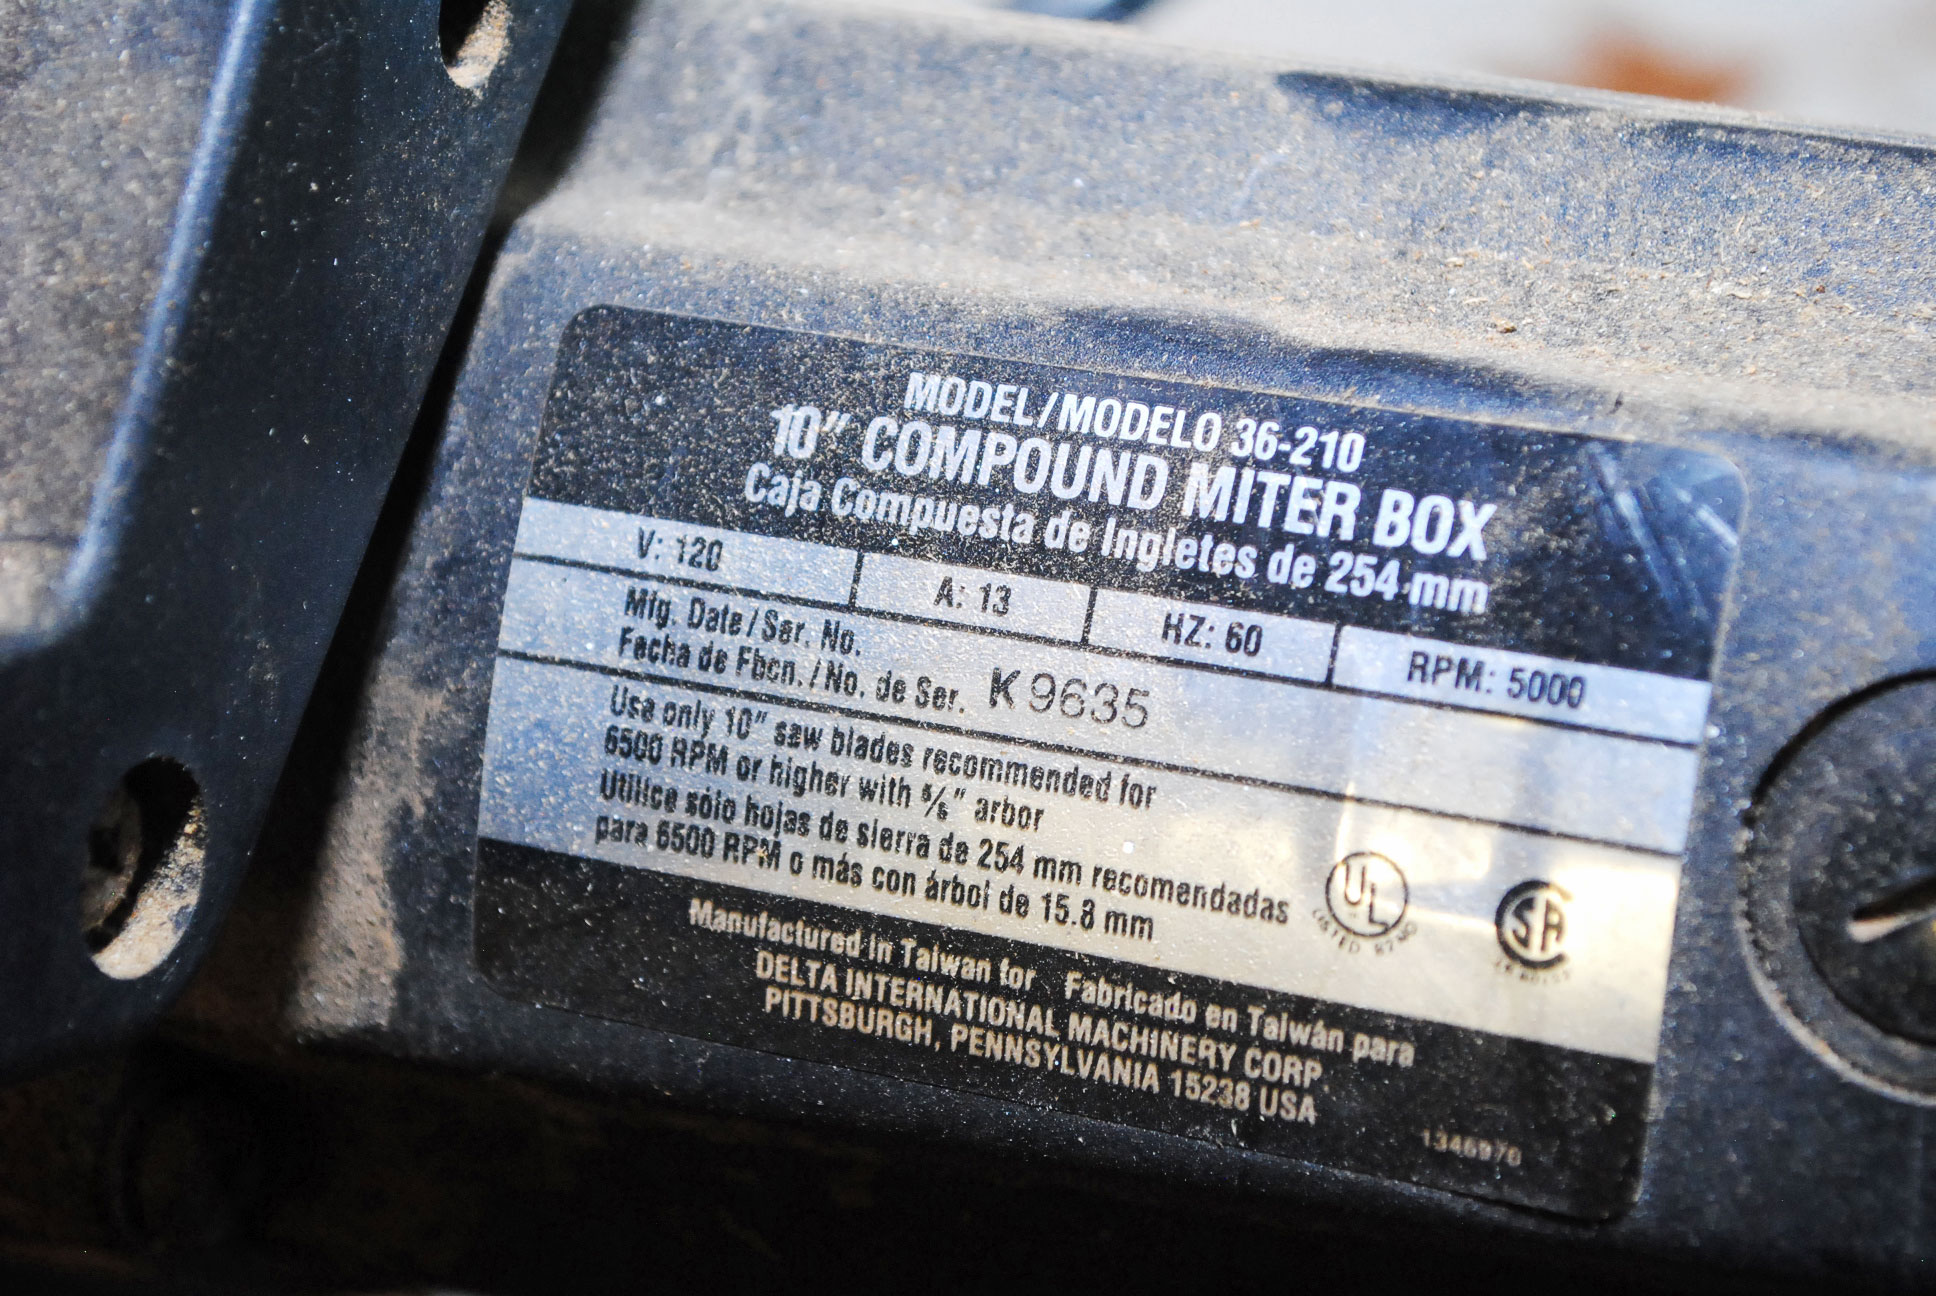 MODEL/MODELO 36-210
10" COMPOUND MITER BOX
Caja Compuesta de Ingletes de 254 mm
V: 120 A: 13 HZ: 60 RPM: 5000
Mfg. Date/Ser. No.
Fecha de Fbcn./No. de Ser. K9635
Use only 10" saw blades recommended for
6500 RPM or higher with 5/8" arbor
Utilice sólo hojas de sierra de 254 mm recomendadas
para 6500 RPM o más con árbol de 15.8 mm
UL
LISTED
SA
Manufactured in Taiwan for Fabricado en Taiwán para
DELTA INTERNATIONAL MACHINERY CORP.
PITTSBURGH, PENNSYLVANIA 15238 USA
1346970